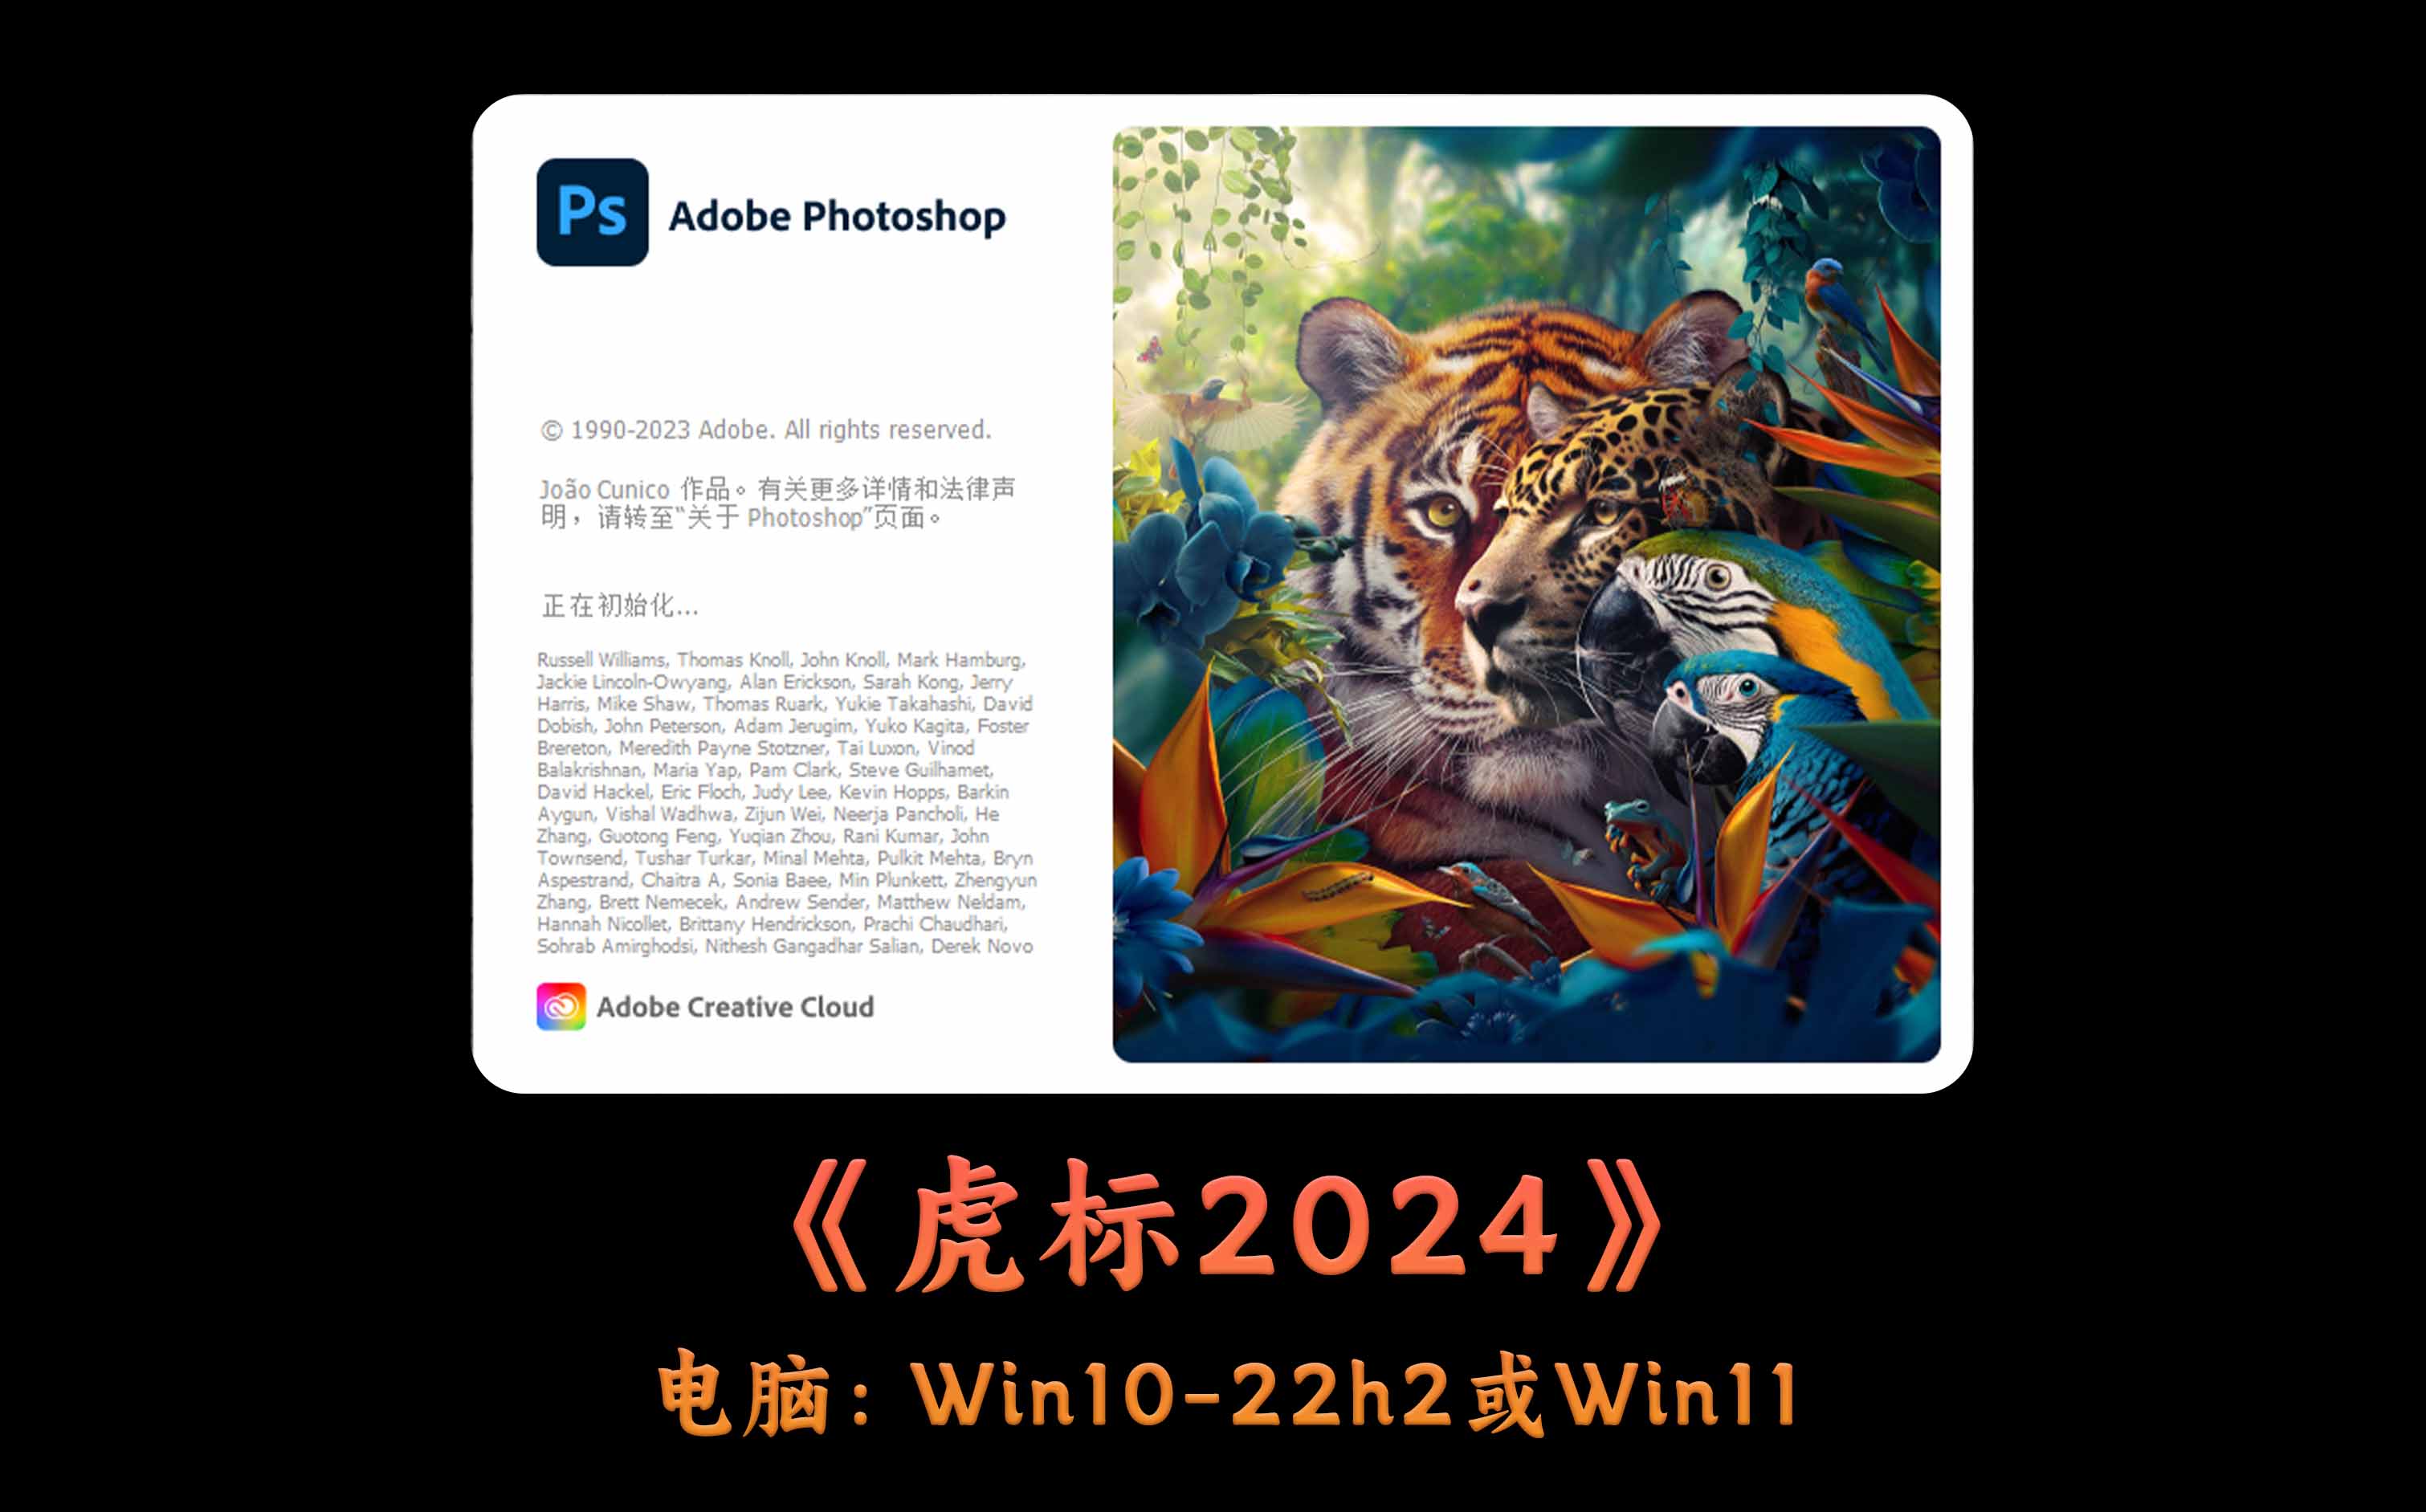 Ps Adobe Photoshop
© 1990-2023 Adobe. All rights reserved.
João Cunico 作品。有关更多详情和法律声
明，请转至“关于 Photoshop”页面。
正在初始化...
Russell Williams, Thomas Knoll, John Knoll, Mark Hamburg,
Jackie Lincoln-Owyang, Alan Erickson, Sarah Kong, Jerry
Harris, Mike Shaw, Thomas Ruark, Yukie Takahashi, David
Dobish, John Peterson, Adam Jerugim, Yuko Kagita, Foster
Brereton, Meredith Payne Stotzner, Tai Luxon, Vinod
Balakrishnan, Maria Yap, Pam Clark, Steve Guilhamet,
David Hackel, Eric Floch, Judy Lee, Kevin Hopps, Barkin
Aygun, Vishal Wadhwa, Zijun Wei, Neerja Pancholi, He
Zhang, Guotong Feng, Yuqian Zhou, Rani Kumar, John
Townsend, Tushar Turkar, Minal Mehta, Pulkit Mehta, Bryn
Aspestrand, Chaitra A, Sonia Baee, Min Plunkett, Zhengyun
Zhang, Brett Nemecek, Andrew Sender, Matthew Neldam,
Hannah Nicollet, Brittany Hendrickson, Prachi Chaudhari,
Sohrab Amirghodsi, Nithesh Gangadhar Salian, Derek Novo
Adobe Creative Cloud
《虎标2024》
电脑：Win10-22h2或Win11